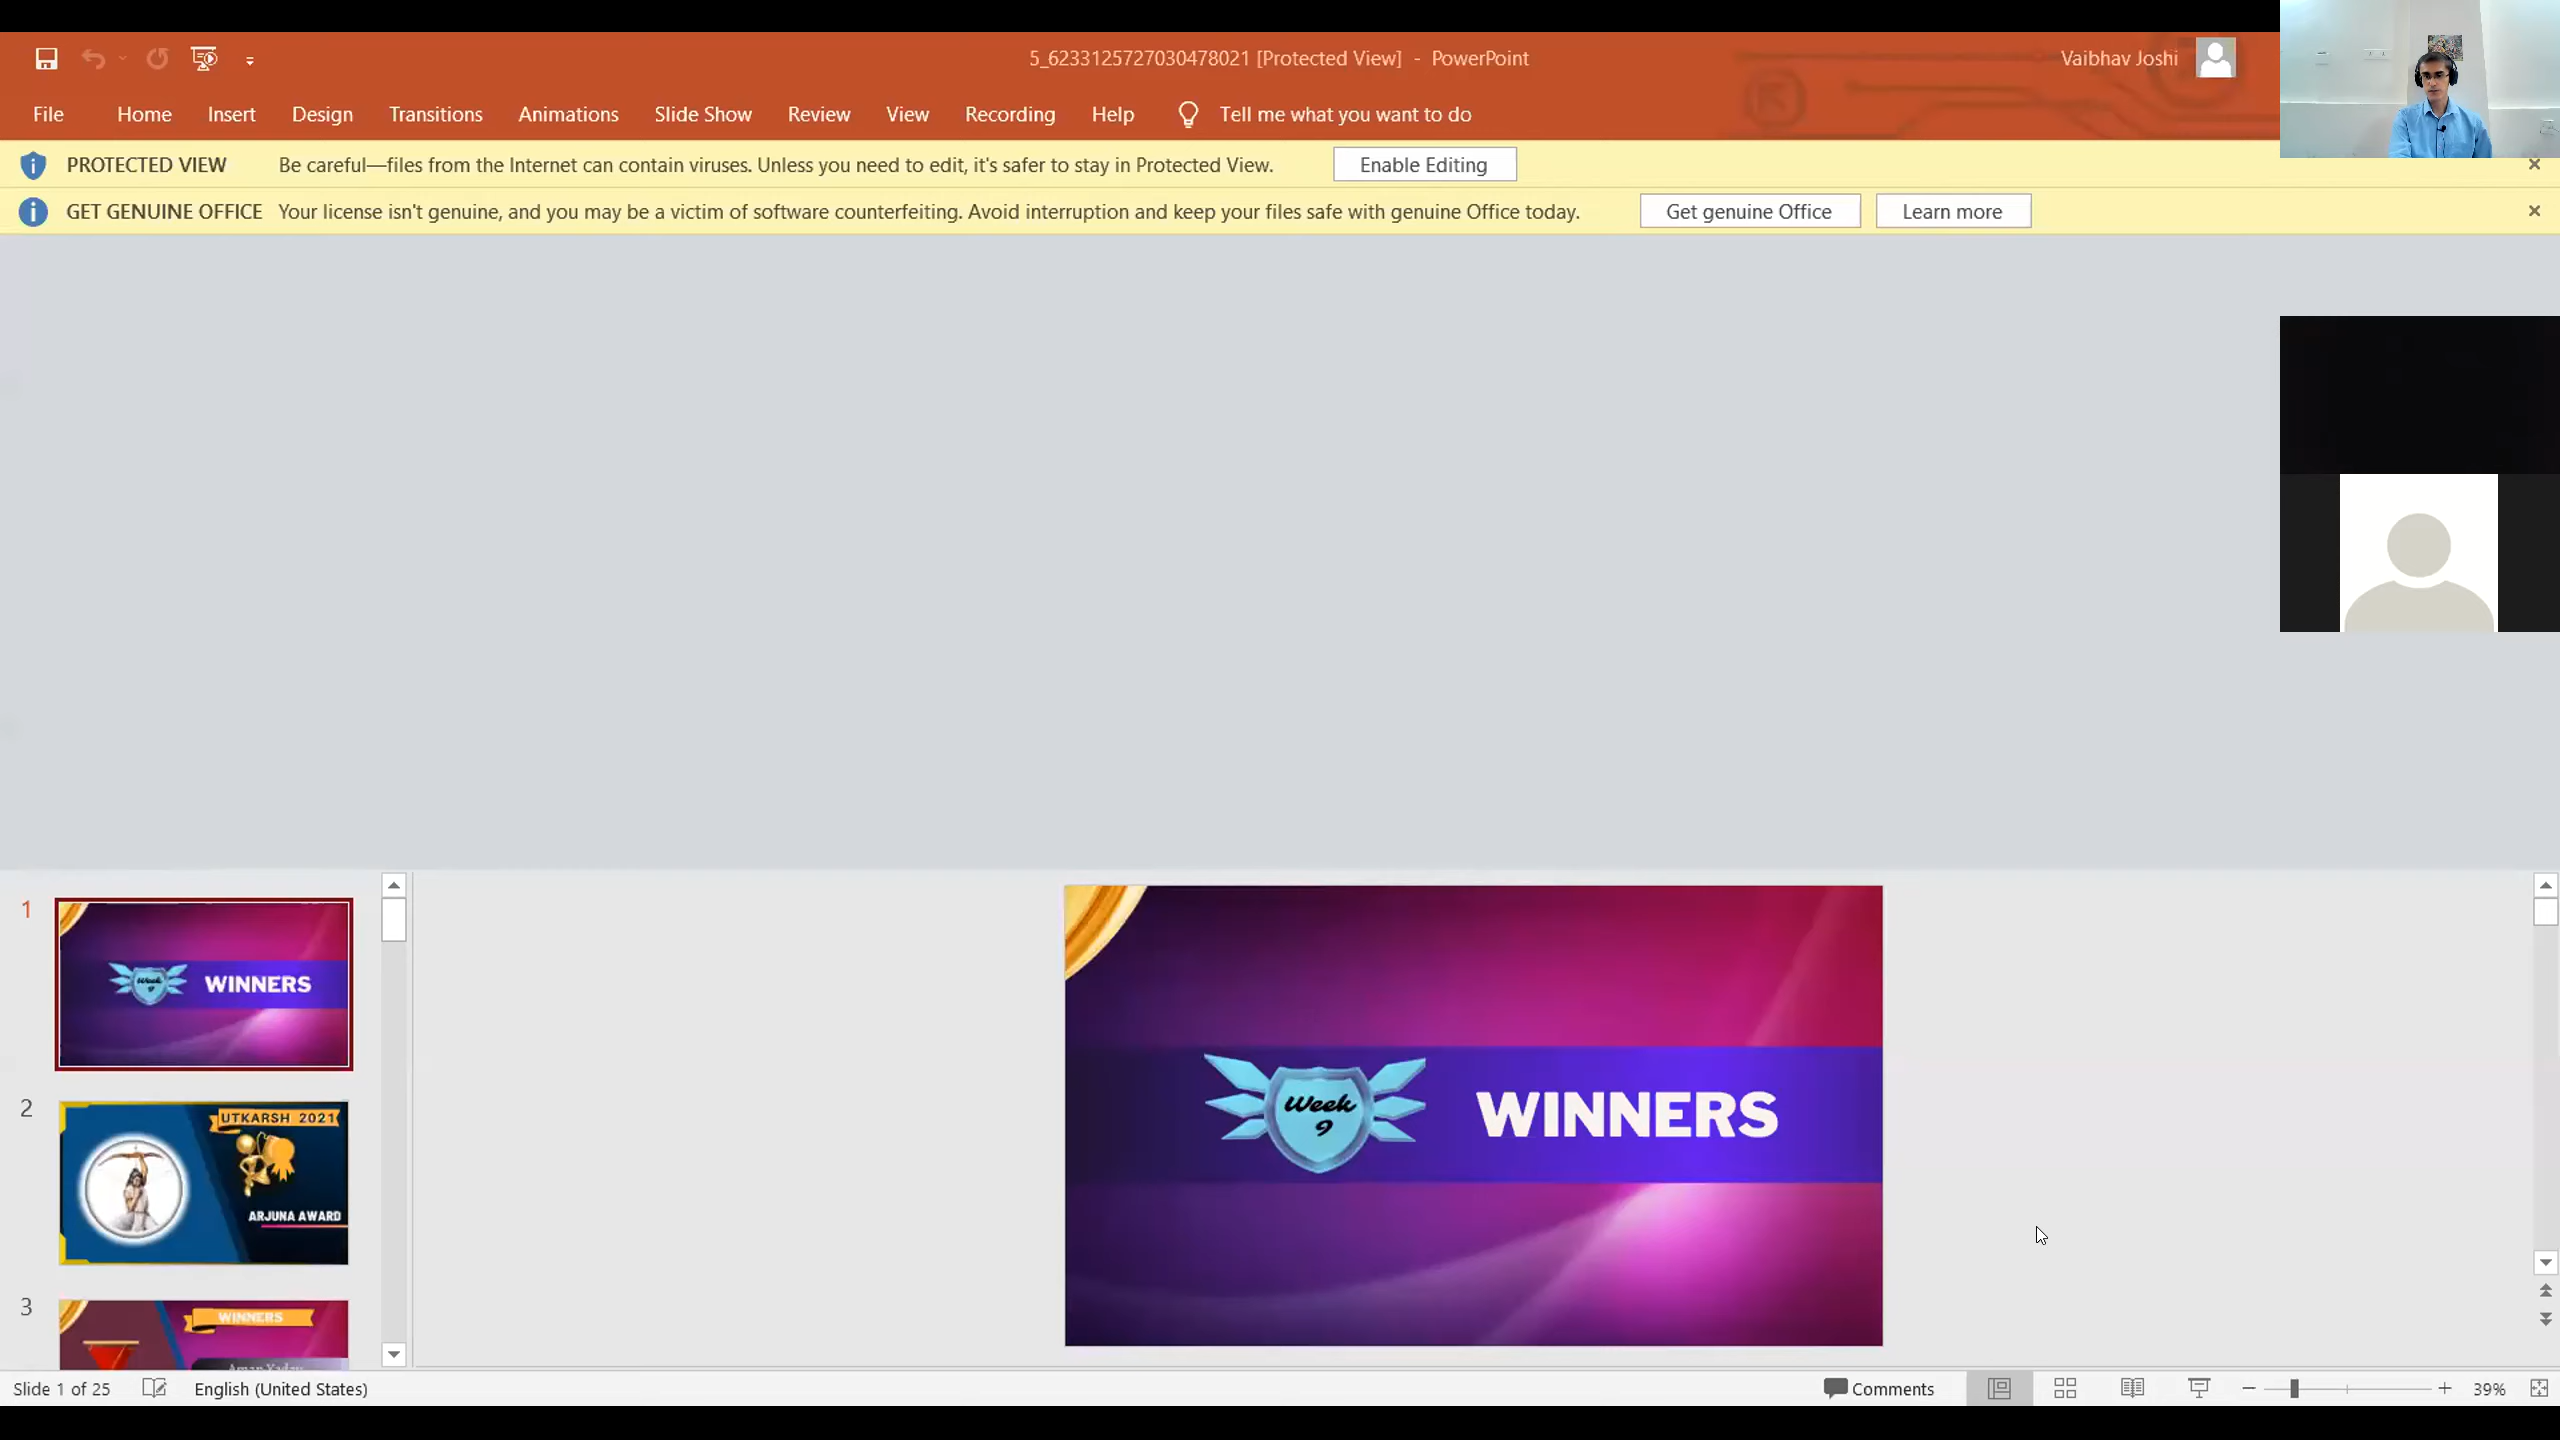 5_6233125727030478021 [Protected View] - PowerPoint
Vaibhav Joshi
File Home Insert Design Transitions Animations Slide Show Review View Recording Help Tell me what you want to do
PROTECTED VIEW Be careful—files from the Internet can contain viruses. Unless you need to edit, it's safer to stay in Protected View. Enable Editing
GET GENUINE OFFICE Your license isn't genuine, and you may be a victim of software counterfeiting. Avoid interruption and keep your files safe with genuine Office today. Get genuine Office Learn more
1
Week
9
WINNERS
2
UTKARSH 2021
ARJUNA AWARD
3
WINNERS
Aman Yadav
Week
9
WINNERS
Slide 1 of 25 English (United States) Comments 39%